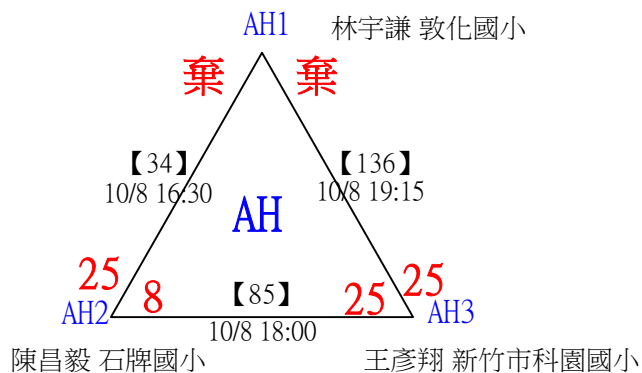 AH1 林宇謙 敦化國小
棄 棄
【34】 【136】
10/8 16:30 10/8 19:15
AH
25 8 【85】 25 25
AH2 AH3
10/8 18:00
陳昌毅 石牌國小 王彥翔 新竹市科園國小